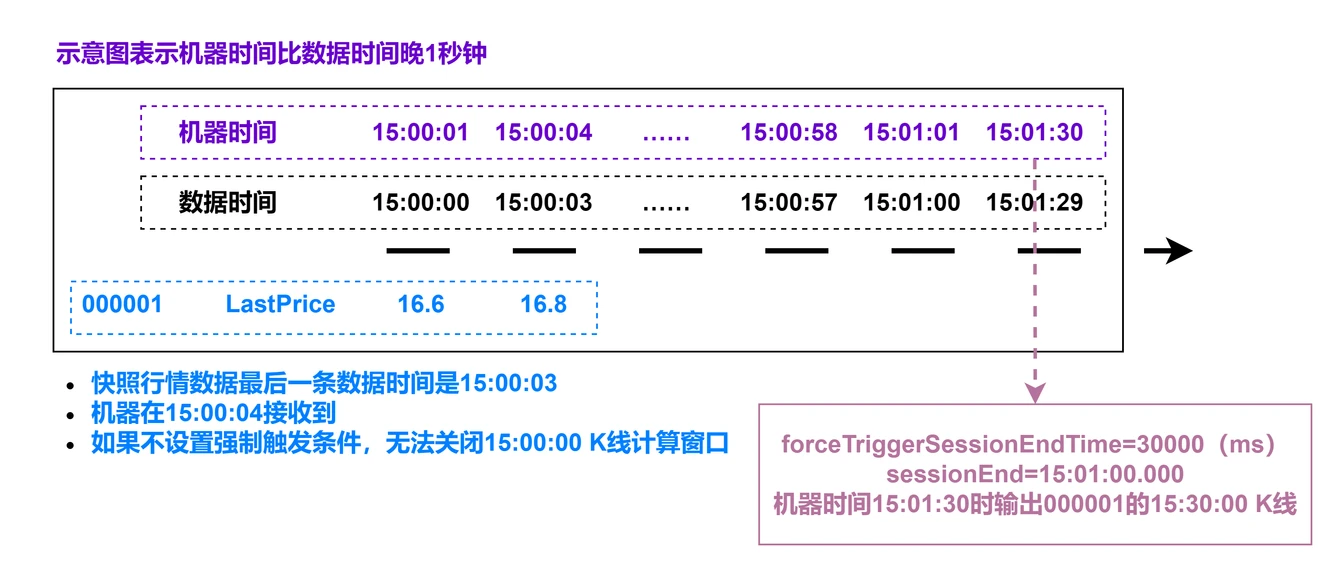 示意图表示机器时间比数据时间晚1秒钟
机器时间 15:00:01 15:00:04 …… 15:00:58 15:01:01 15:01:30
数据时间 15:00:00 15:00:03 …… 15:00:57 15:01:00 15:01:29
000001 LastPrice 16.6 16.8
• 快照行情数据最后一条数据时间是15:00:03
• 机器在15:00:04接收到
• 如果不设置强制触发条件，无法关闭15:00:00 K线计算窗口
forceTriggerSessionEndTime=30000（ms）
sessionEnd=15:01:00.000
机器时间15:01:30时输出000001的15:30:00 K线